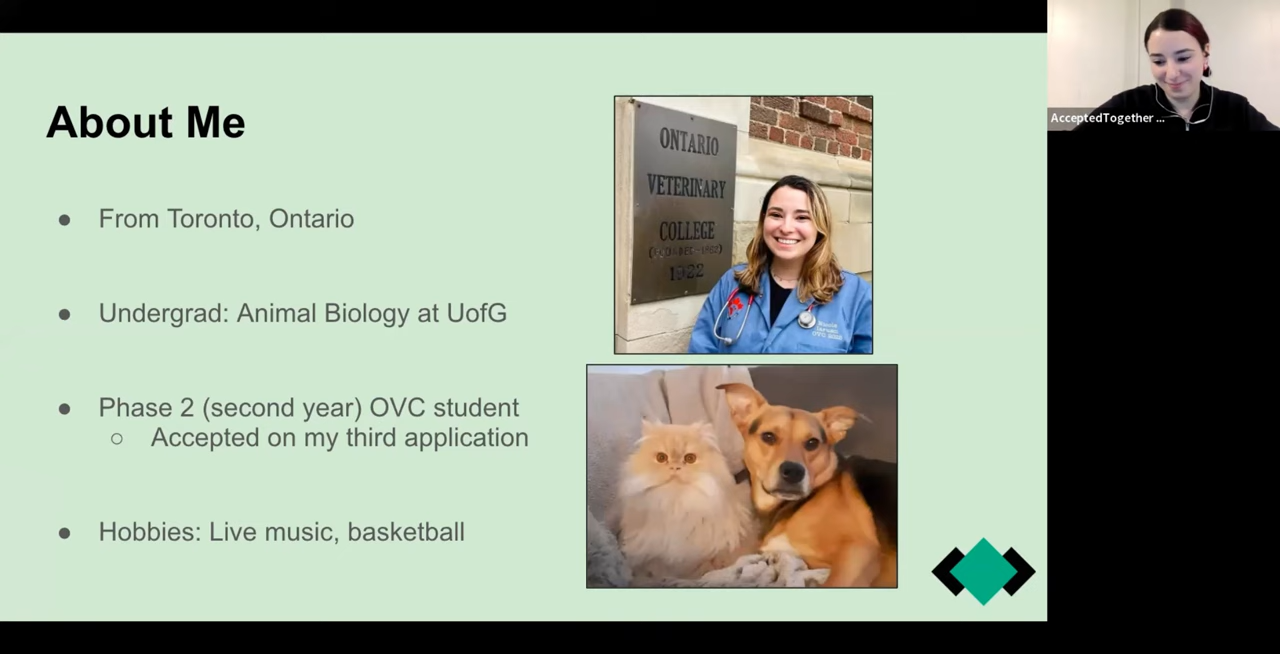 About Me
● From Toronto, Ontario
● Undergrad: Animal Biology at UofG
● Phase 2 (second year) OVC student
○ Accepted on my third application
● Hobbies: Live music, basketball
ONTARIO
VETERINARY
COLLEGE
1922
AcceptedTogether ...